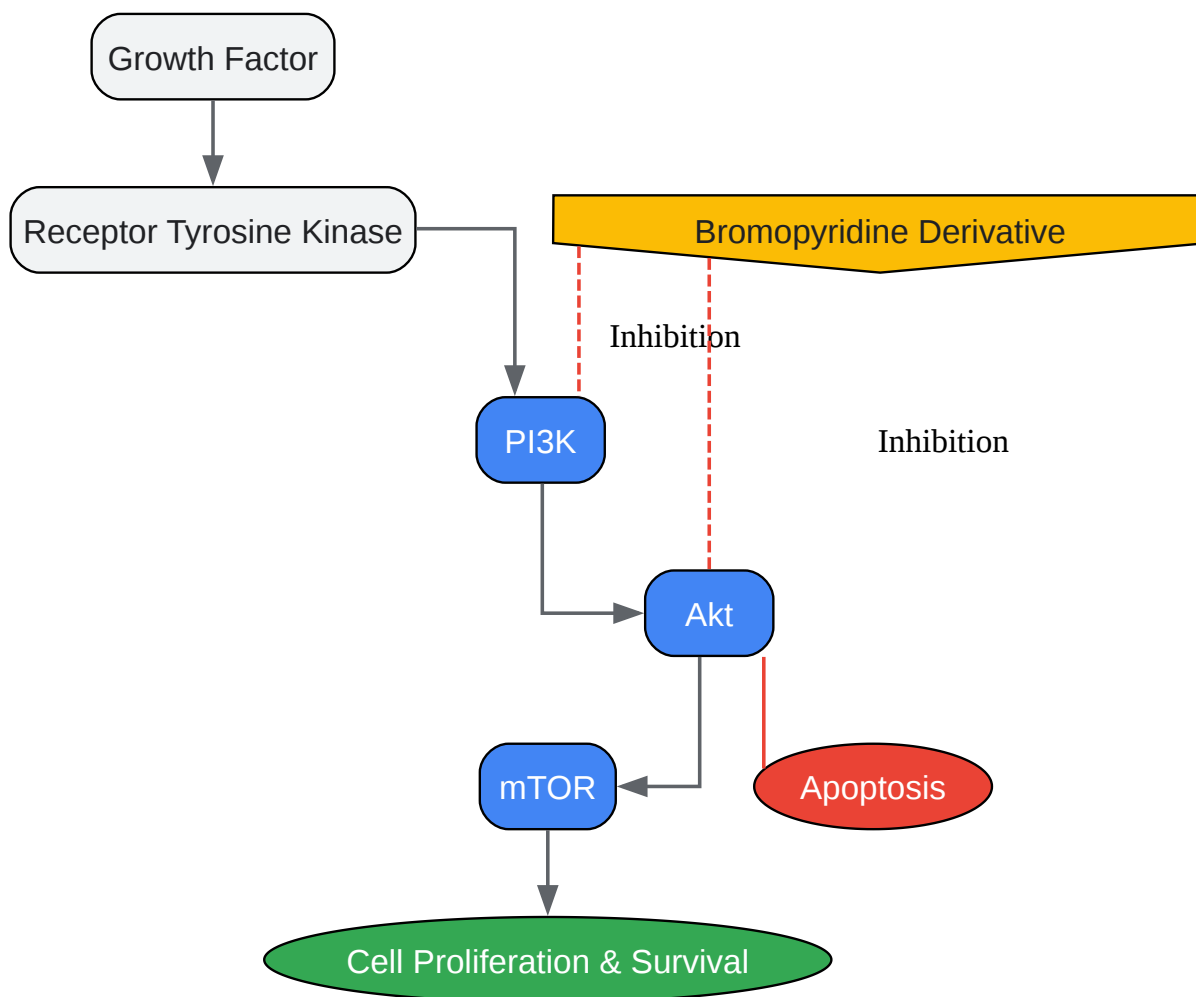 Growth Factor
Receptor Tyrosine Kinase
Bromopyridine Derivative
Inhibition
PI3K
Inhibition
Akt
mTOR
Apoptosis
Cell Proliferation & Survival